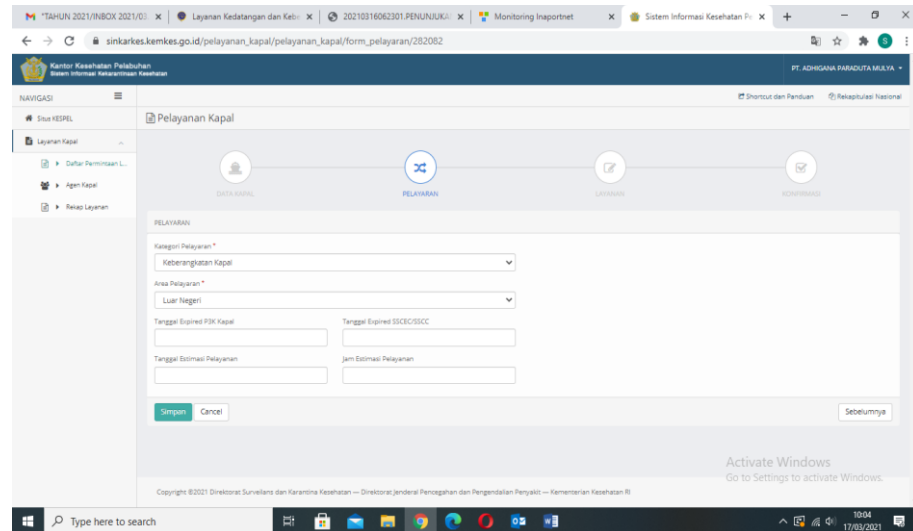 *TAHUN 2021/INBOX 2021/03.
Layanan Kedatangan dan Kebe
20210316062301.PENUNJUKA
Monitoring Inaportnet
Sistem Informasi Kesehatan Pe
sinkarkes.kemkes.go.id/pelayanan_kapal/pelayanan_kapal/form_pelayaran/282082
S
Kantor Kesehatan Pelabuhan
Sistem Informasi Kekarantinaan Kesehatan
PT. ADHIGANA PARADUTA MULYA
NAVIGASI
Shortcut dan Panduan
Rekapitulasi Nasional
Situs KESPEL
Pelayanan Kapal
Layanan Kapal
Daftar Permintaan L...
Agen Kapal
Rekap Layanan
DATA KAPAL
PELAYARAN
LAYANAN
KONFIRMASI
PELAYARAN
Kategori Pelayaran *
Keberangkatan Kapal
Area Pelayaran *
Luar Negeri
Tanggal Expired P3K Kapal
Tanggal Expired SSCEC/SSCC
Tanggal Estimasi Pelayanan
Jam Estimasi Pelayanan
Simpan
Cancel
Sebelumnya
Activate Windows
Go to Settings to activate Windows.
Copyright ©2021 Direktorat Surveilans dan Karantina Kesehatan — Direktorat Jenderal Pencegahan dan Pengendalian Penyakit — Kementerian Kesehatan RI
Type here to search
10:04
17/03/2021